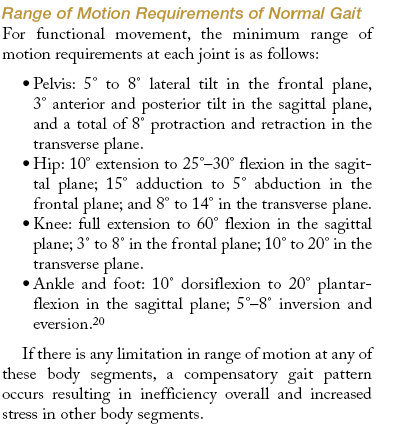 Range of Motion Requirements of Normal Gait
For functional movement, the minimum range of
motion requirements at each joint is as follows:
• Pelvis: 5° to 8° lateral tilt in the frontal plane,
3° anterior and posterior tilt in the sagittal plane,
and a total of 8° protraction and retraction in the
transverse plane.
• Hip: 10° extension to 25°–30° flexion in the sagit-
tal plane; 15° adduction to 5° abduction in the
frontal plane; and 8° to 14° in the transverse plane.
• Knee: full extension to 60° flexion in the sagittal
plane; 3° to 8° in the frontal plane; 10° to 20° in the
transverse plane.
• Ankle and foot: 10° dorsiflexion to 20° plantar-
flexion in the sagittal plane; 5°–8° inversion and
eversion.20
If there is any limitation in range of motion at any of
these body segments, a compensatory gait pattern
occurs resulting in inefficiency overall and increased
stress in other body segments.